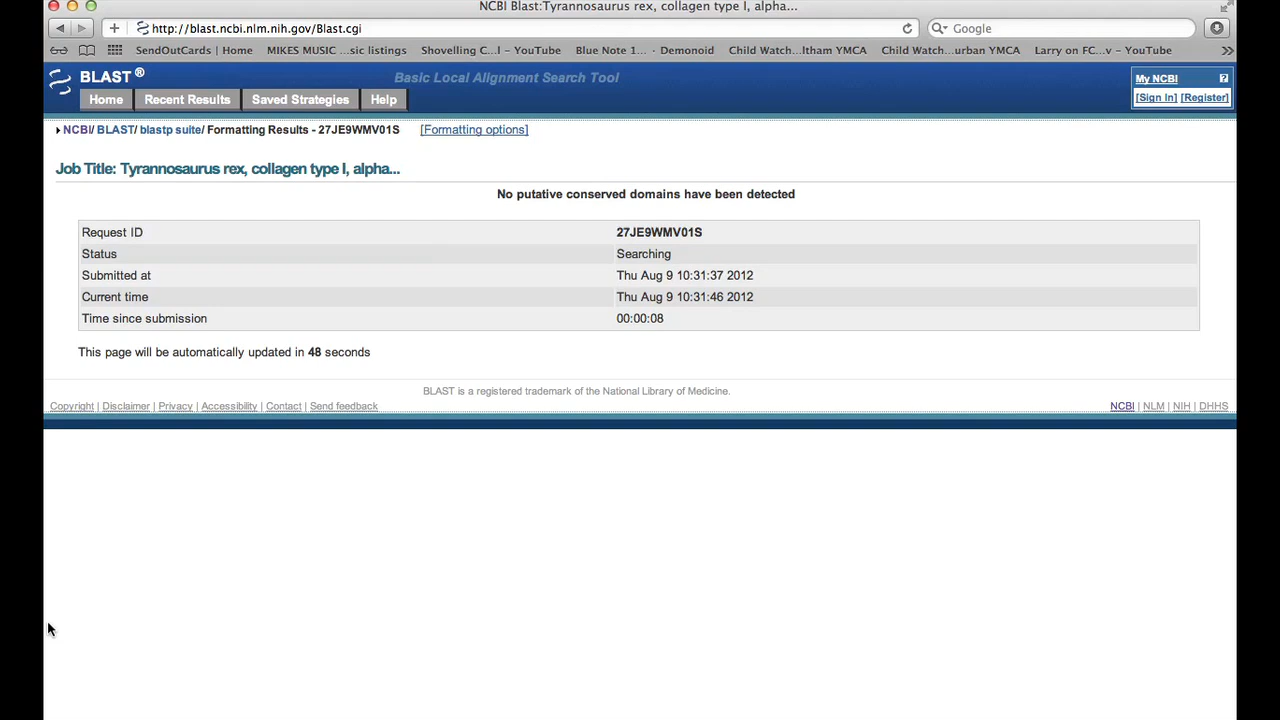 NCBI Blast:Tyrannosaurus rex, collagen type I, alpha...
http://blast.ncbi.nlm.nih.gov/Blast.cgi
Google
SendOutCards | Home MIKES MUSIC ...sic listings Shovelling C...l - YouTube Blue Note 1... - Demonoid Child Watch...ltham YMCA Child Watch...urban YMCA Larry on FC...v - YouTube
BLAST ® Basic Local Alignment Search Tool
My NCBI ?
[Sign In] [Register]
Home Recent Results Saved Strategies Help
NCBI/ BLAST/ blastp suite/ Formatting Results - 27JE9WMV01S [Formatting options]
Job Title: Tyrannosaurus rex, collagen type I, alpha...
No putative conserved domains have been detected
Request ID 27JE9WMV01S
Status Searching
Submitted at Thu Aug 9 10:31:37 2012
Current time Thu Aug 9 10:31:46 2012
Time since submission 00:00:08
This page will be automatically updated in 48 seconds
BLAST is a registered trademark of the National Library of Medicine.
Copyright | Disclaimer | Privacy | Accessibility | Contact | Send feedback
NCBI | NLM | NIH | DHHS